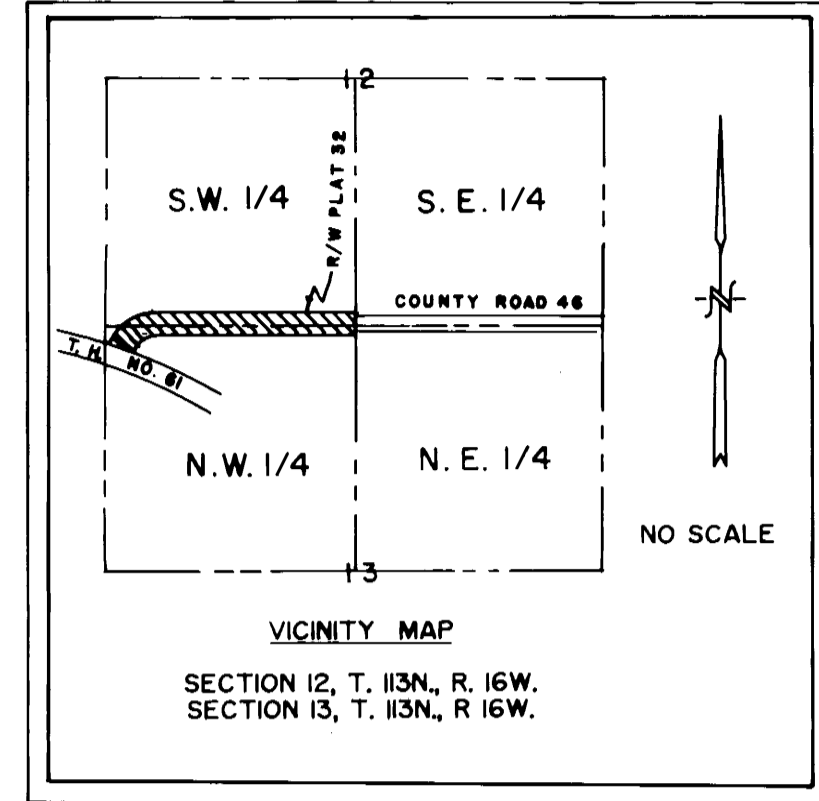 12
S.W. 1/4
S. E. 1/4
R/W PLAT 32
COUNTY ROAD 46
N
T. H. NO. 61
N.W. 1/4
N. E. 1/4
NO SCALE
13
VICINITY MAP
SECTION 12, T. 113N., R. 16W.
SECTION 13, T. 113N., R 16W.